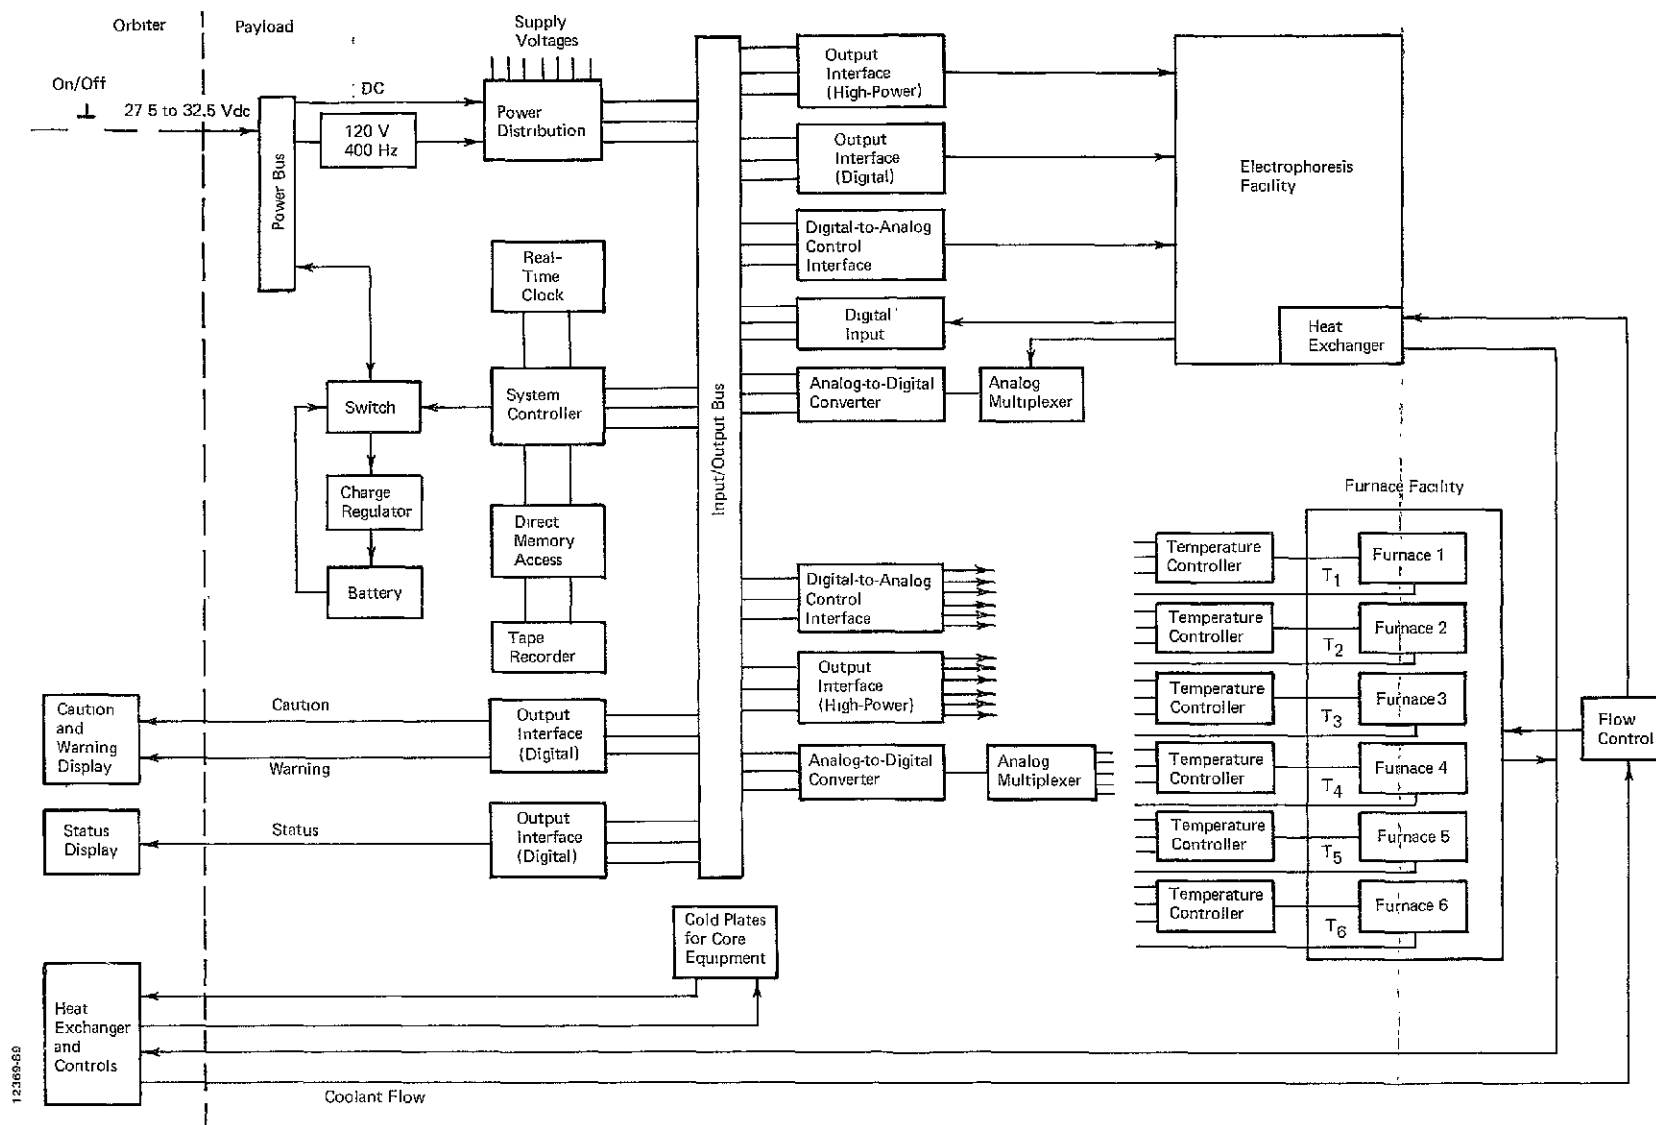 Orbiter
Payload
Supply
Voltages
On/Off
27 5 to 32.5 Vdc
DC
120 V
400 Hz
Power Bus
Power
Distribution
Real-
Time
Clock
System
Controller
Switch
Charge
Regulator
Battery
Direct
Memory
Access
Tape
Recorder
Input/Output Bus
Output
Interface
(High-Power)
Output
Interface
(Digital)
Digital-to-Analog
Control
Interface
Digital
Input
Analog-to-Digital
Converter
Analog
Multiplexer
Electrophoresis
Facility
Heat
Exchanger
Digital-to-Analog
Control
Interface
Output
Interface
(High-Power)
Analog-to-Digital
Converter
Analog
Multiplexer
Furnace Facility
Temperature
Controller
T1
Furnace 1
Temperature
Controller
T2
Furnace 2
Temperature
Controller
T3
Furnace 3
Temperature
Controller
T4
Furnace 4
Temperature
Controller
T5
Furnace 5
Temperature
Controller
T6
Furnace 6
Flow
Control
Caution
and
Warning
Display
Caution
Warning
Output
Interface
(Digital)
Status
Display
Status
Output
Interface
(Digital)
Cold Plates
for Core
Equipment
Heat
Exchanger
and
Controls
Coolant Flow
12369-89